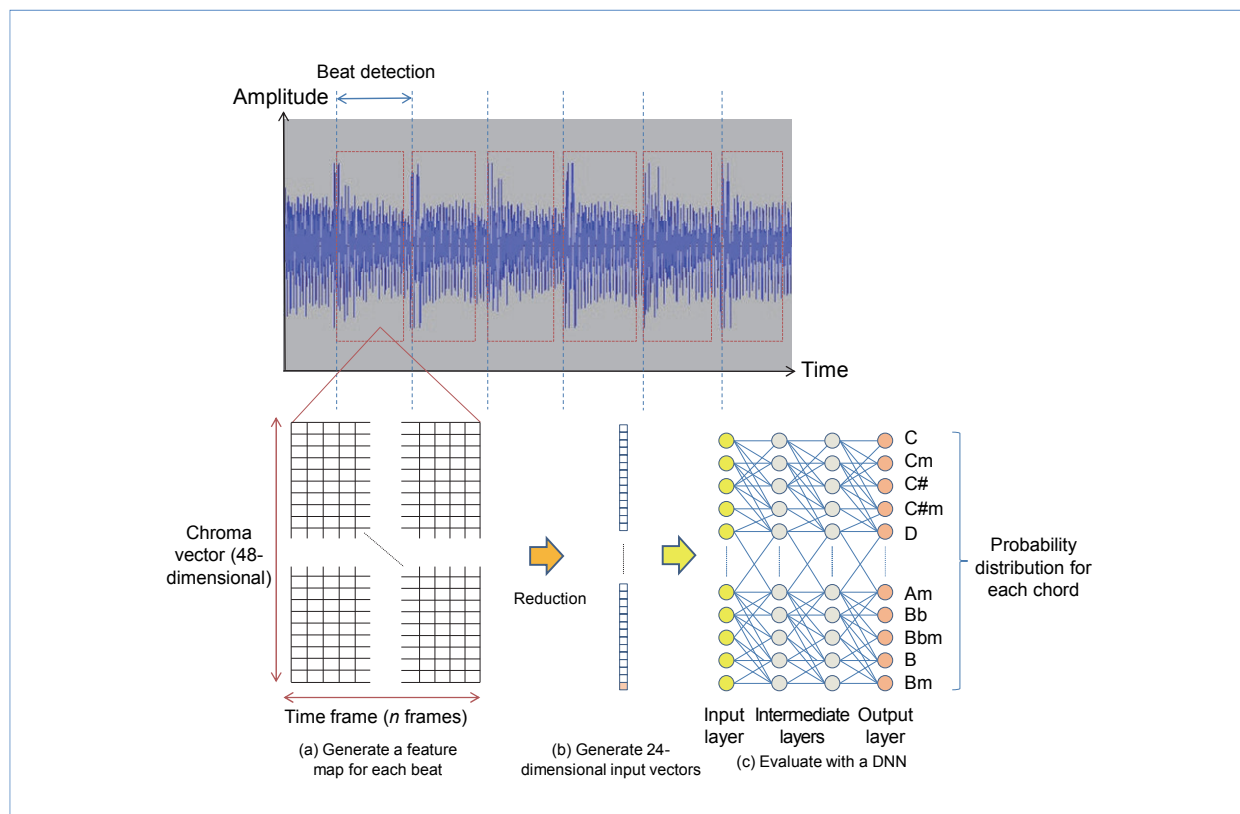 Beat detection
Amplitude
Time
Chroma
vector (48-
dimensional)
Time frame (n frames)
(a) Generate a feature
map for each beat
Reduction
(b) Generate 24-
dimensional input vectors
C
Cm
C#
C#m
D
Am
Bb
Bbm
B
Bm
Input
layer
Intermediate
layers
Output
layer
(c) Evaluate with a DNN
Probability
distribution for
each chord